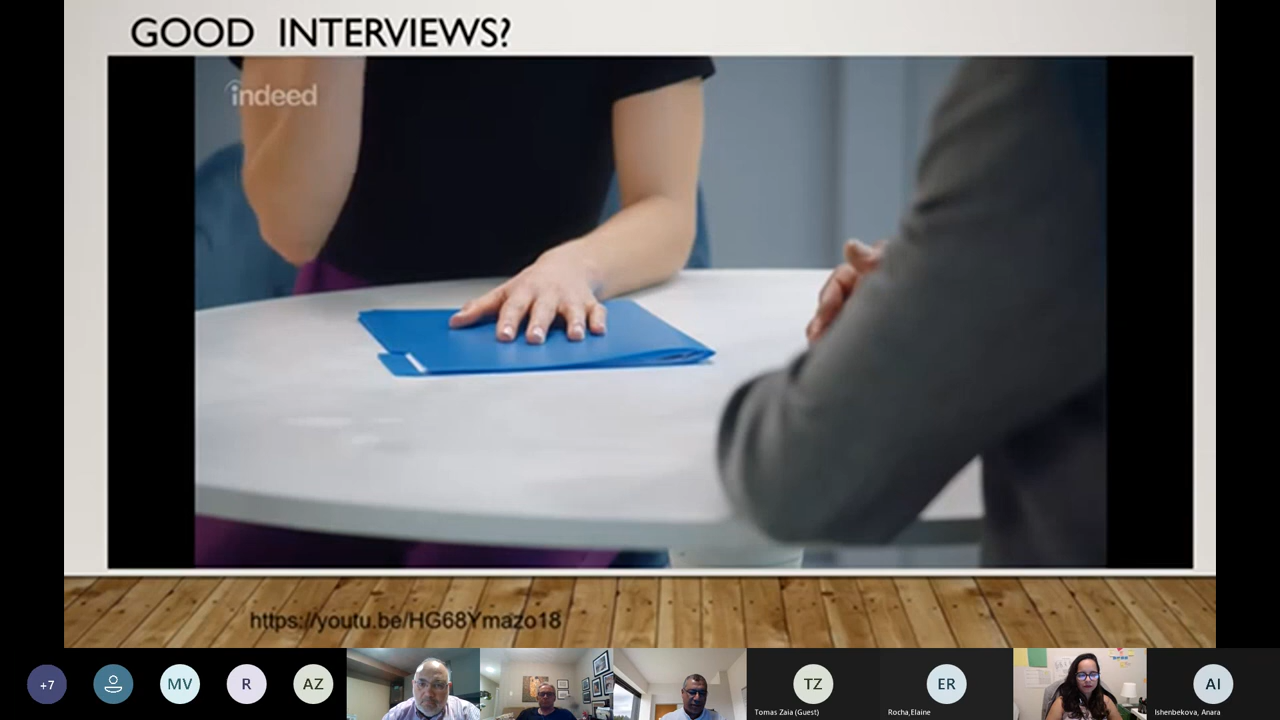 GOOD INTERVIEWS?
indeed
https://youtu.be/HG68Ymazo18
+7
MV
R
AZ
TZ
Tomas Zaia (Guest)
ER
Rocha,Elaine
AI
Ishenbekova, Anara